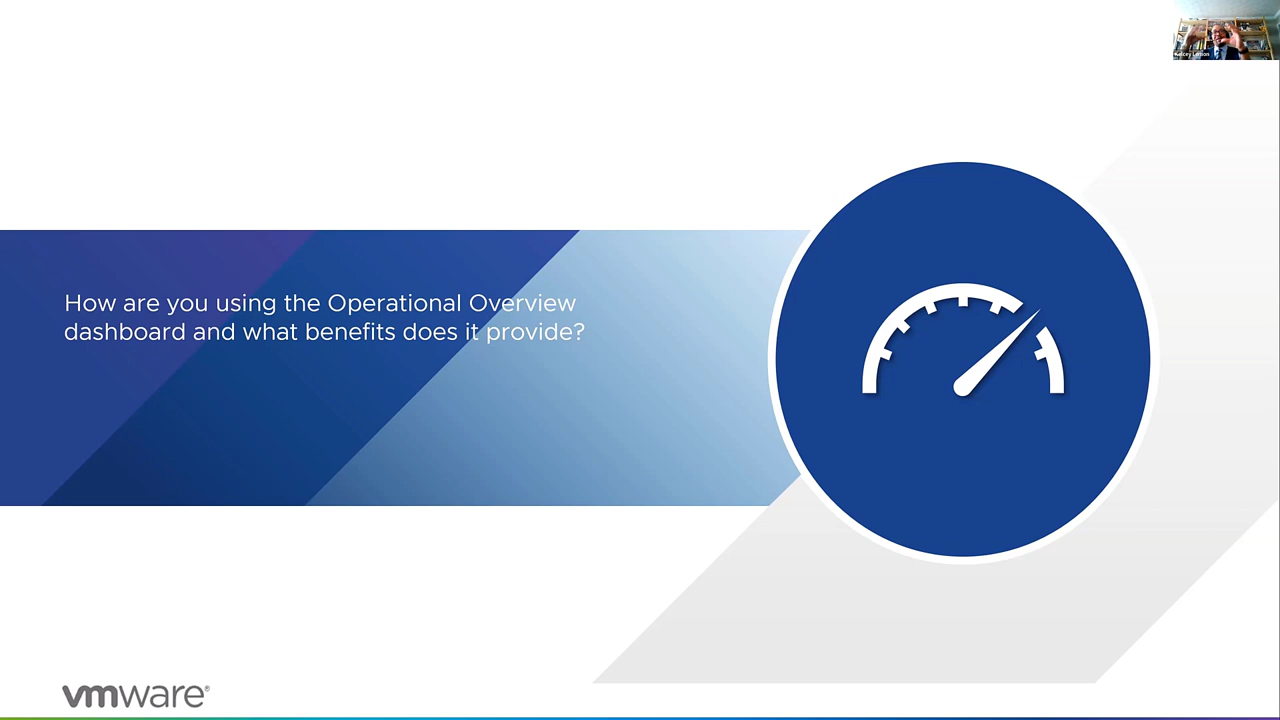 How are you using the Operational Overview
dashboard and what benefits does it provide?
vmware®